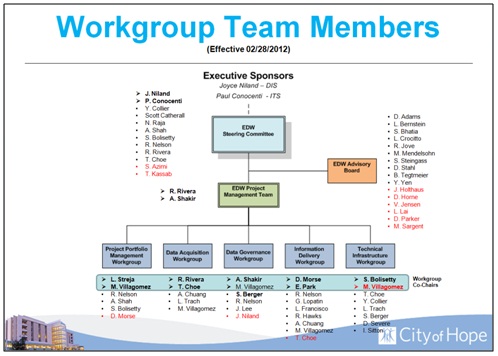 Workgroup Team Members
(Effective 02/28/2012)
Executive Sponsors
Joyce Niland – DIS
Paul Conocenti - ITS
J. Niland
P. Conocenti
Y. Collier
Scott Catherall
N. Raja
A. Shah
S. Bolisetty
R. Nelson
R. Rivera
T. Choe
S. Azimi
T. Kassab
EDW
Steering Committee
EDW Advisory
Board
D. Adams
L. Bernstein
S. Bhatia
L. Crocitto
R. Jove
M. Mendelsohn
S. Steingass
D. Stahl
B. Tegtmeier
Y. Yen
J. Holthaus
D. Horne
V. Jensen
L. Lai
D. Parker
M. Sargent
R. Rivera
A. Shakir
EDW Project
Management Team
Project Portfolio
Management
Workgroup
Data Acquisition
Workgroup
Data Governance
Workgroup
Information
Delivery
Workgroup
Technical
Infrastructure
Workgroup
Workgroup
Co-Chairs
L. Streja
M. Villagomez
R. Nelson
A. Shah
S. Bolisetty
D. Morse
R. Rivera
T. Choe
A. Chuang
L. Trach
M. Villagomez
A. Shakir
M. Villagomez
S. Berger
R. Nelson
J. Lee
J. Niland
D. Morse
E. Park
R. Nelson
G. Lopatin
L. Francisco
R. Hawks
A. Chuang
M. Villagomez
T. Choe
S. Bolisetty
M. Villagomez
T. Choe
Y. Collier
L. Trach
S. Berger
D. Severe
I. Sitton
City of Hope